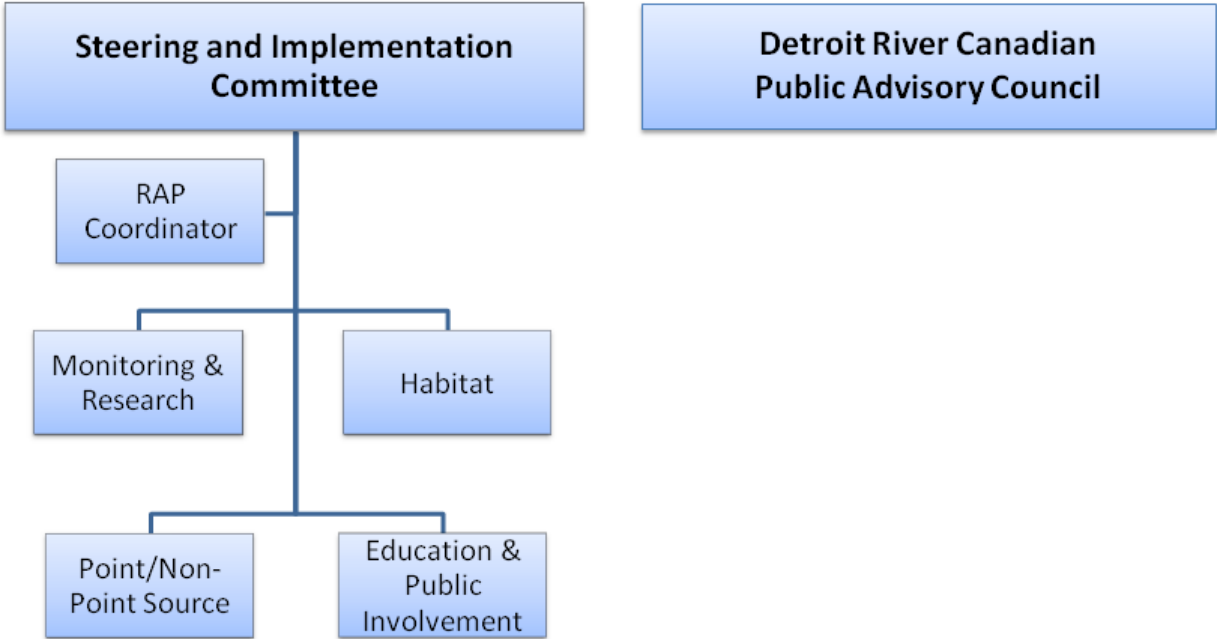 Steering and Implementation
Committee
Detroit River Canadian
Public Advisory Council
RAP
Coordinator
Monitoring &
Research
Habitat
Point/Non-
Point Source
Education &
Public
Involvement